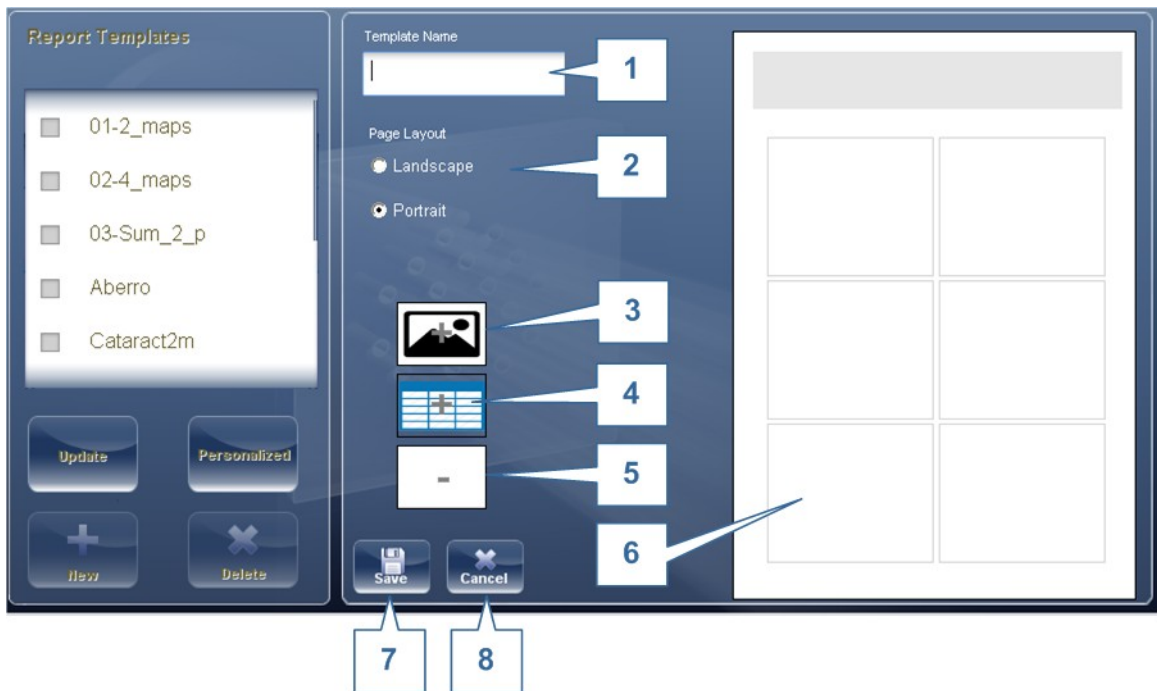 Report Templates
01-2_maps
02-4_maps
03-Sum_2_p
Aberro
Cataract2m
Update
Personalized
New
Delete
Template Name
Page Layout
Landscape
Portrait
Save
Cancel
1
2
3
4
5
6
7
8